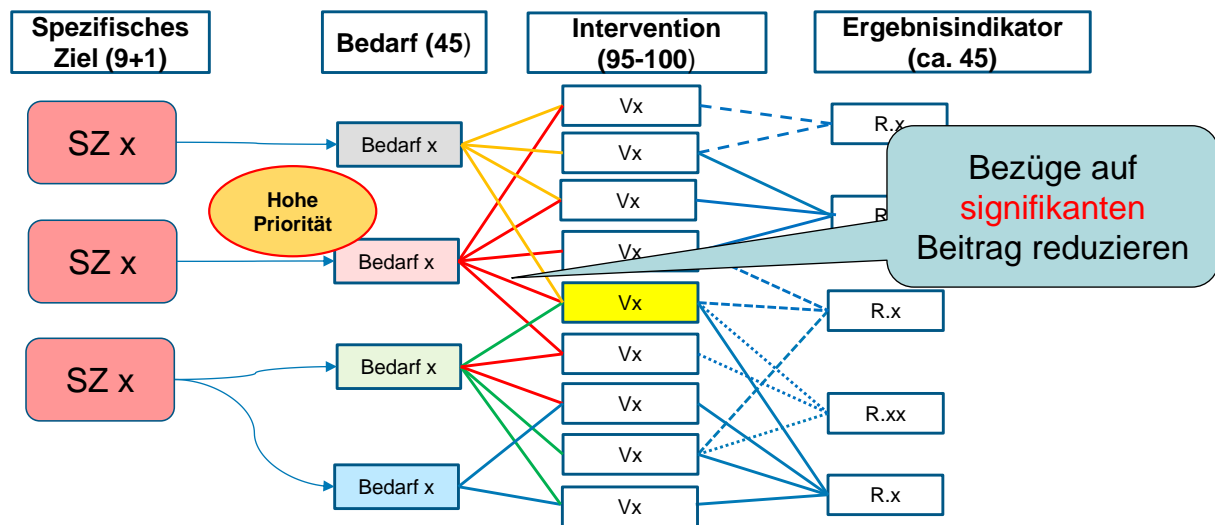 Spezifisches
Ziel (9+1)
Bedarf (45)
Intervention
(95-100)
Ergebnisindikator
(ca. 45)
SZ x
SZ x
SZ x
Hohe
Priorität
Bedarf x
Bedarf x
Bedarf x
Bedarf x
Vx
Vx
Vx
Vx
Vx
Vx
Vx
Vx
Vx
R.x
R.x
R.xx
R.x
Bezüge auf
signifikanten
Beitrag reduzieren